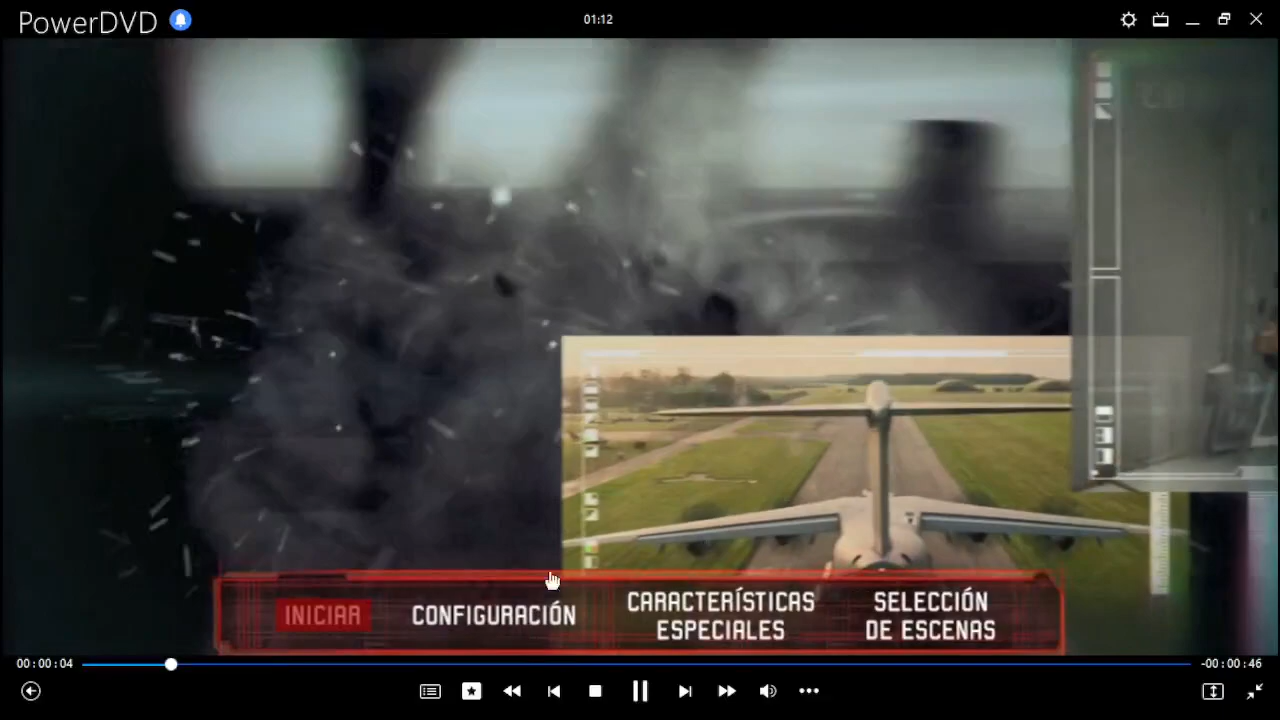 PowerDVD
01:12
INICIAR
CONFIGURACIÓN
CARACTERÍSTICAS
ESPECIALES
SELECCIÓN
DE ESCENAS
00:00:04
-00:00:46